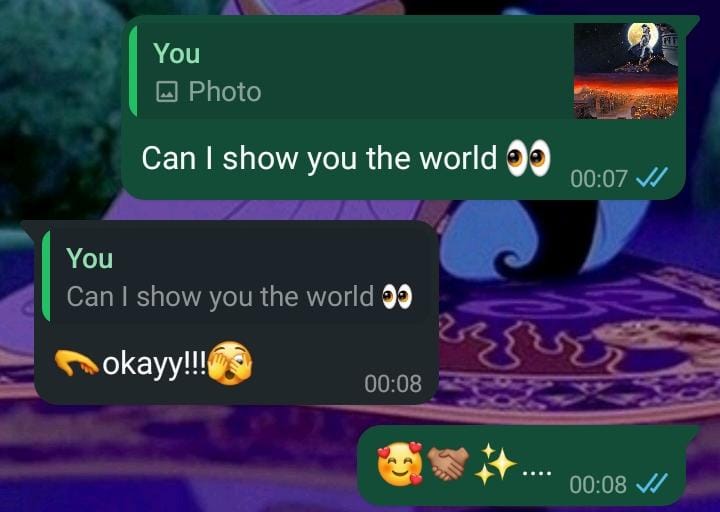 You
Photo
Can I show you the world 👀
00:07
You
Can I show you the world 👀
🫴okayy!!!🫣
00:08
🥰🤝🏽✨....
00:08